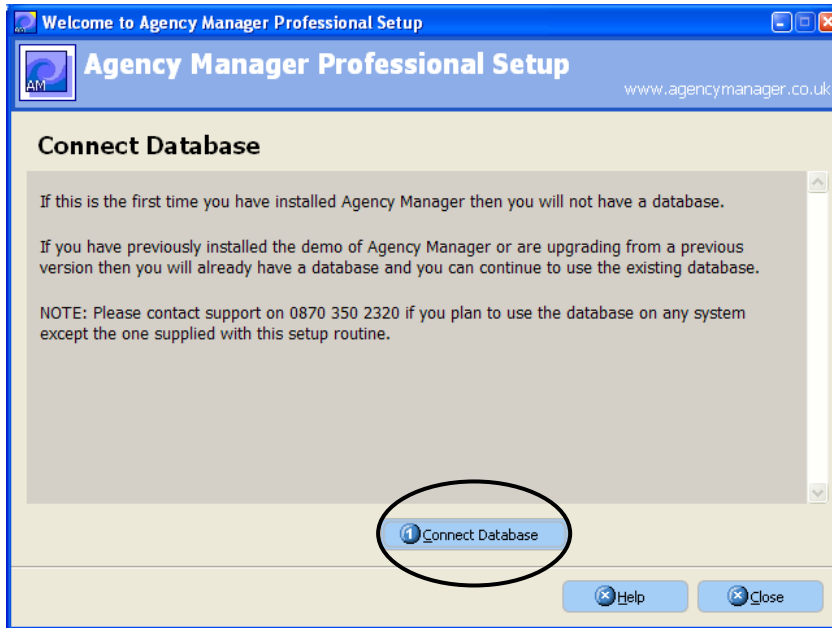 Welcome to Agency Manager Professional Setup
AM
Agency Manager Professional Setup
www.agencymanager.co.uk
Connect Database
If this is the first time you have installed Agency Manager then you will not have a database.
If you have previously installed the demo of Agency Manager or are upgrading from a previous
version then you will already have a database and you can continue to use the existing database.
NOTE: Please contact support on 0870 350 2320 if you plan to use the database on any system
except the one supplied with this setup routine.
1 Connect Database
Help
Close